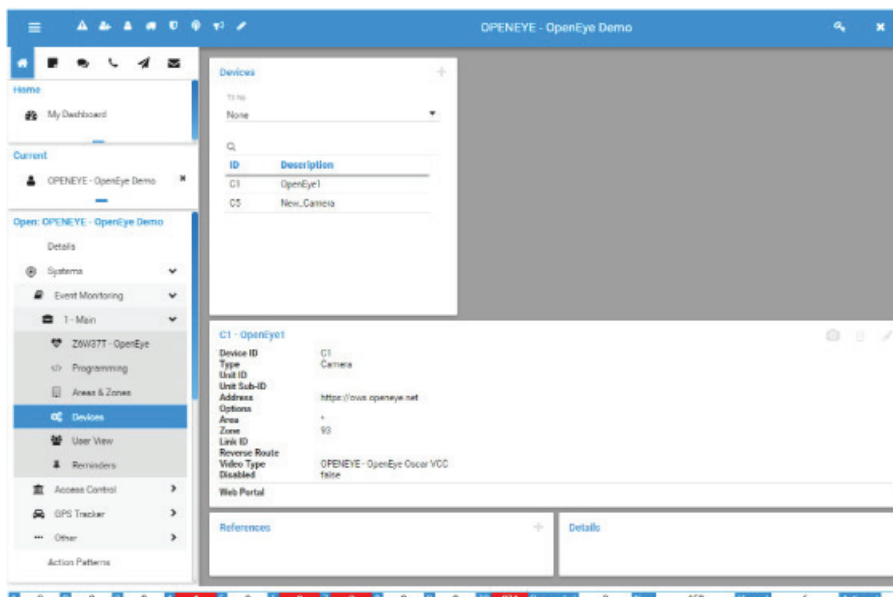 OPENEYE - OpenEye Demo
Home
My Dashboard
Current
OPENEYE - OpenEye Demo
Open: OPENEYE - OpenEye Demo
Details
Systems
Event Monitoring
1 - Main
Z6W37T - OpenEye
Programming
Areas & Zones
Devices
User View
Reminders
Access Control
GPS Tracker
Other
Action Patterns
Devices
None
ID Description
C1 OpenEye1
C5 New_Camera
C1 - OpenEye1
Device ID C1
Type Camera
Unit ID
Unit Sub-ID
Address https://ows.openeye.net
Options
Area *
Zone 93
Link ID
Reverse Route
Video Type OPENEYE - OpenEye Oscar VCC
Disabled false
Web Portal
References
Details